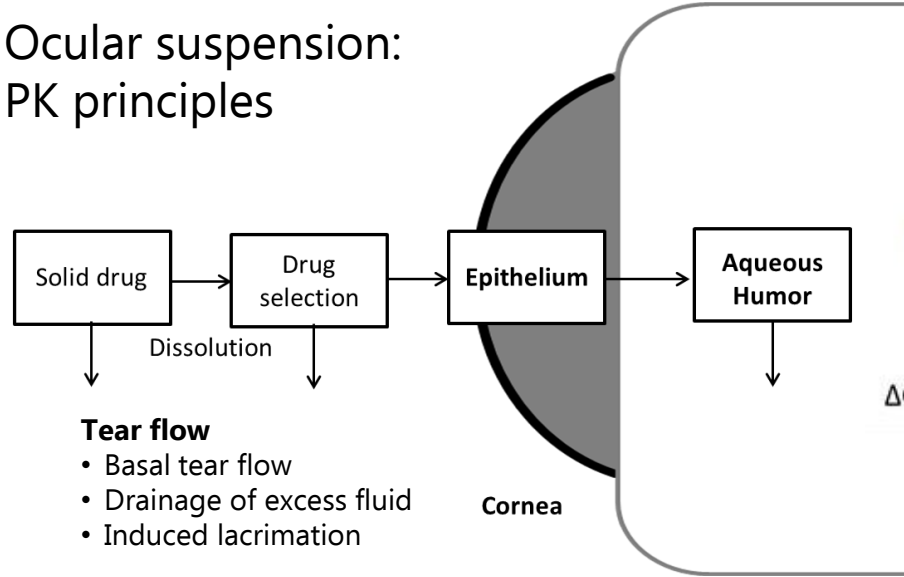 Ocular suspension:
PK principles
Solid drug
Dissolution
Drug
selection
Epithelium
Aqueous
Humor
Tear flow
• Basal tear flow
• Drainage of excess fluid
• Induced lacrimation
Cornea
Δ